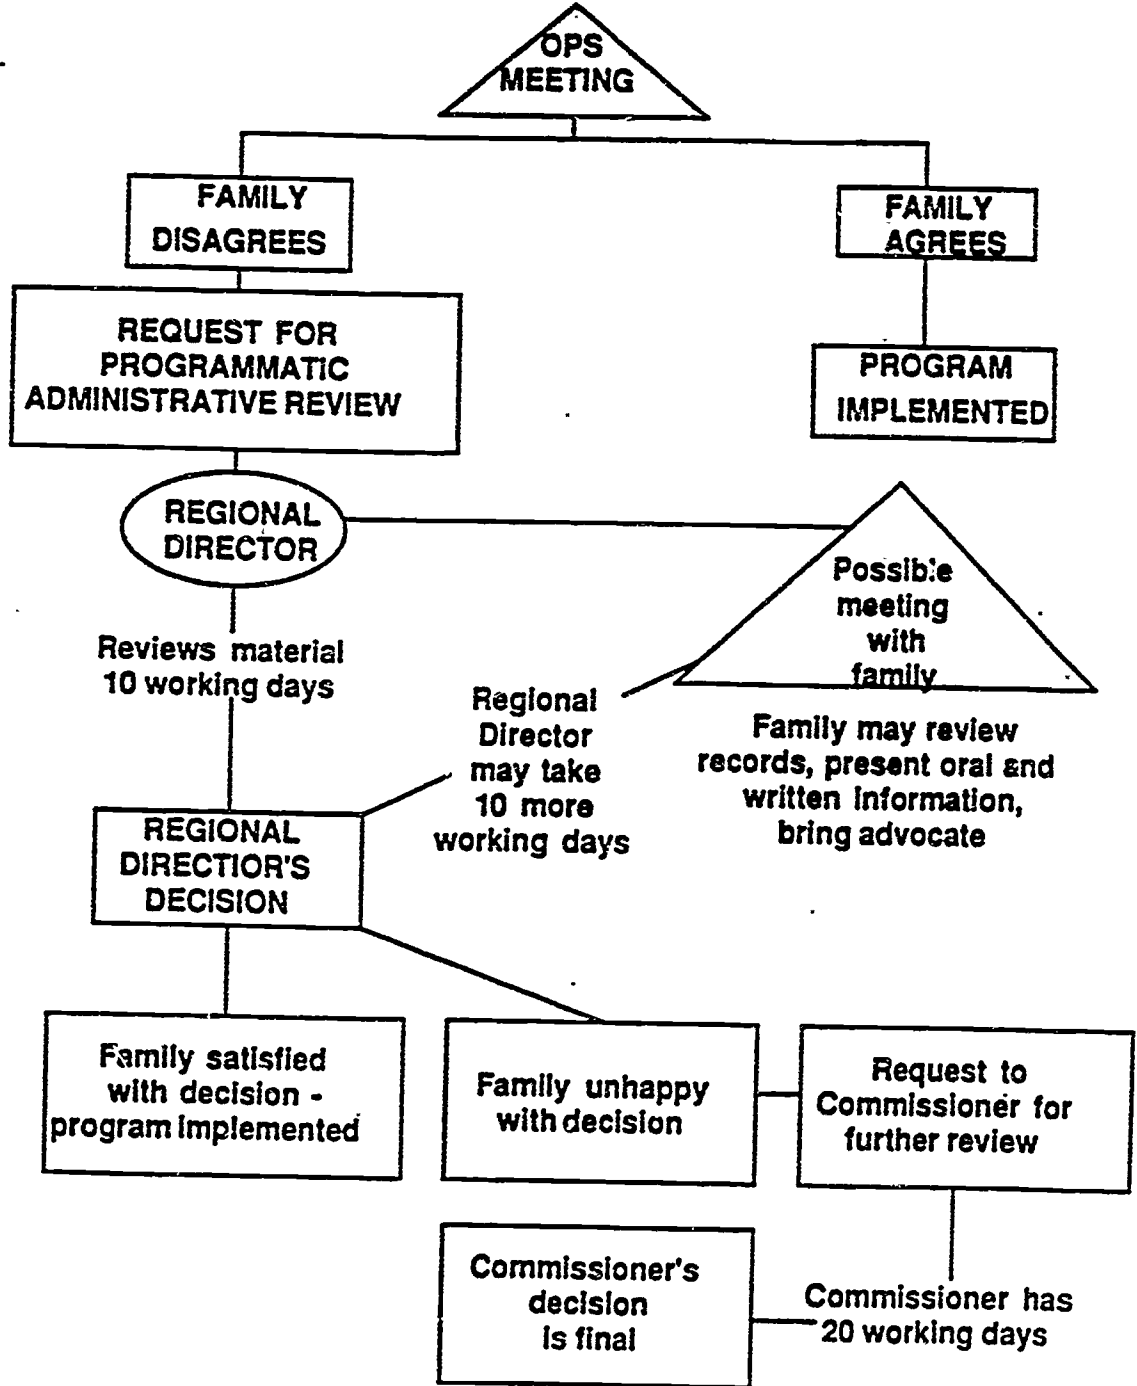 OPS
MEETING
FAMILY
DISAGREES
FAMILY
AGREES
REQUEST FOR
PROGRAMMATIC
ADMINISTRATIVE REVIEW
PROGRAM
IMPLEMENTED
REGIONAL
DIRECTOR
Possible
meeting
with
family
Reviews material
10 working days
Regional
Director
may take
10 more
working days
Family may review
records, present oral and
written information,
bring advocate
REGIONAL
DIRECTIOR'S
DECISION
Family satisfied
with decision -
program implemented
Family unhappy
with decision
Request to
Commissioner for
further review
Commissioner's
decision
is final
Commissioner has
20 working days